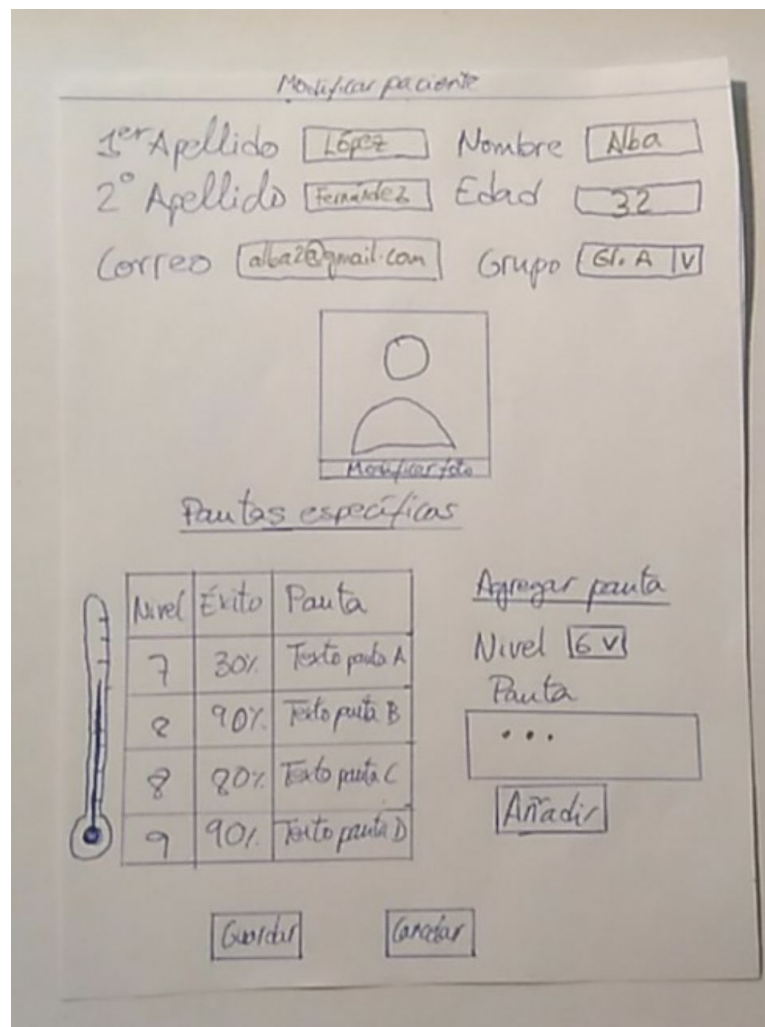 Modificar paciente
1er Apellido López Nombre Alba
2º Apellido Fernández Edad 32
Correo alba2@gmail.com Grupo Gr. A V
Modificar foto
Pautas específicas
Nivel Éxito Pauta
7 30% Texto pauta A
8 90% Texto pauta B
8 80% Texto pauta C
9 90% Texto pauta D
Agregar pauta
Nivel 6 V
Pauta
...
Añadir
Guardar Cancelar